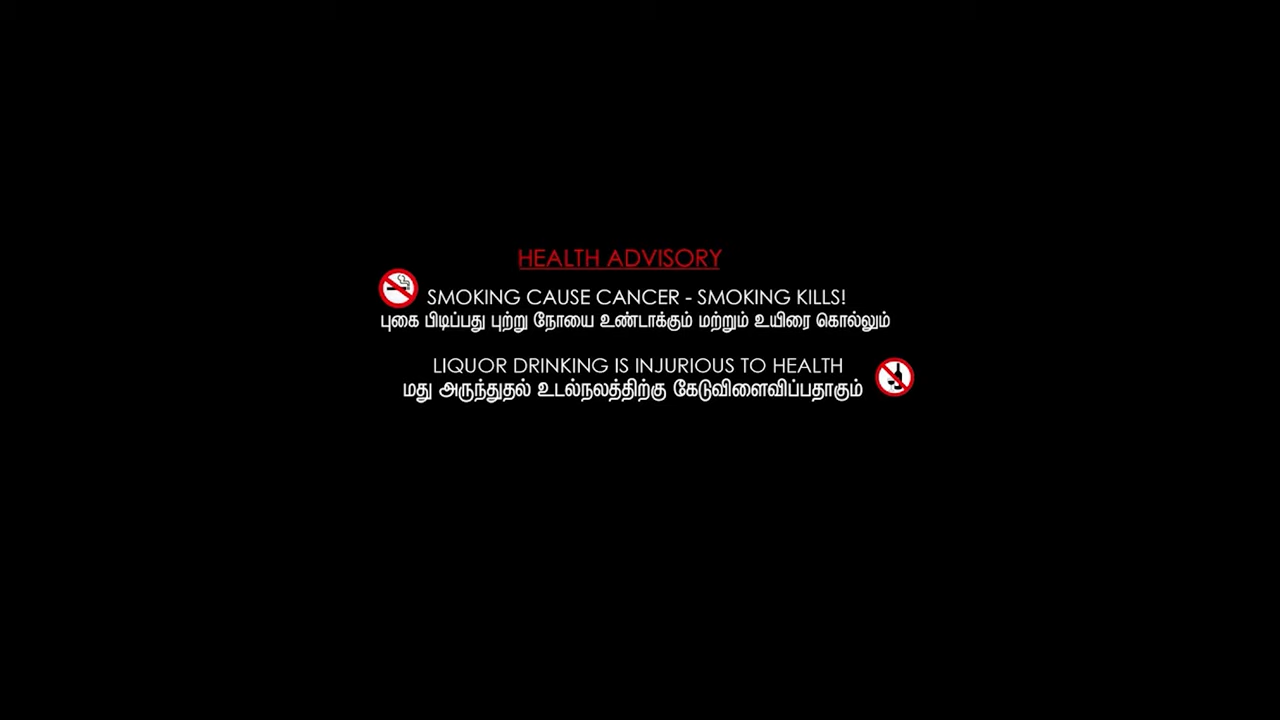 HEALTH ADVISORY
SMOKING CAUSE CANCER - SMOKING KILLS!
புகை பிடிப்பது புற்று நோயை உண்டாக்கும் மற்றும் உயிரை கொல்லும்
LIQUOR DRINKING IS INJURIOUS TO HEALTH
மது அருந்துதல் உடல்நலத்திற்கு கேடுவிளைவிப்பதாகும்